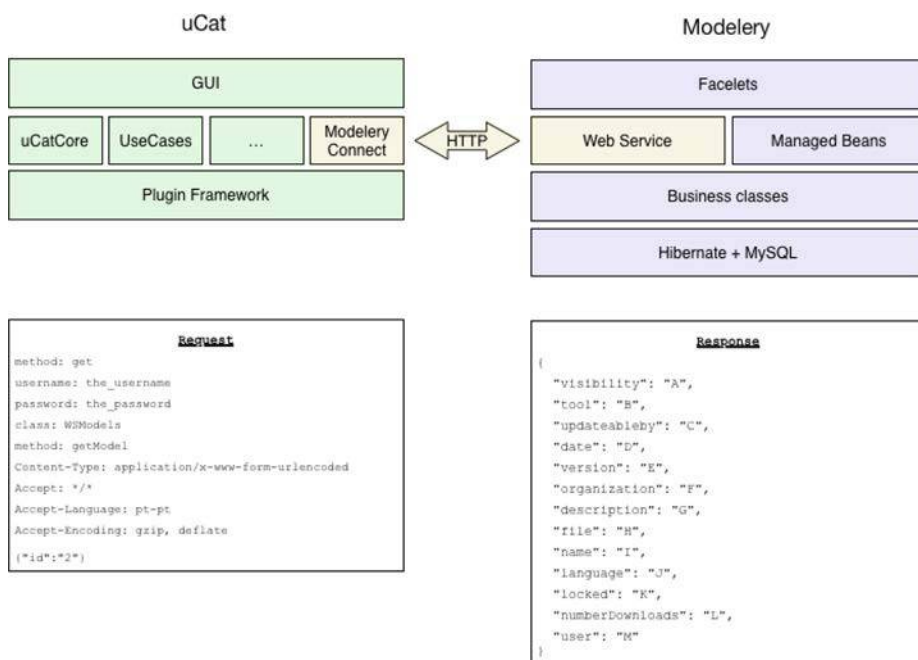 uCat
Modelery
GUI
Facelets
uCatCore
UseCases
...
Modelery
Connect
HTTP
Web Service
Managed Beans
Plugin Framework
Business classes
Hibernate + MySQL
Request
method: get
username: the_username
password: the_password
class: WSModels
method: getModel
Content-Type: application/x-www-form-urlencoded
Accept: */*
Accept-Language: pt-pt
Accept-Encoding: gzip, deflate
{"id":"2"}
Response
{
"visibility": "A",
"tool": "B",
"updateableby": "C",
"date": "D",
"version": "E",
"organization": "F",
"description": "G",
"file": "H",
"name": "I",
"language": "J",
"locked": "K",
"numberDownloads": "L",
"user": "M"
}